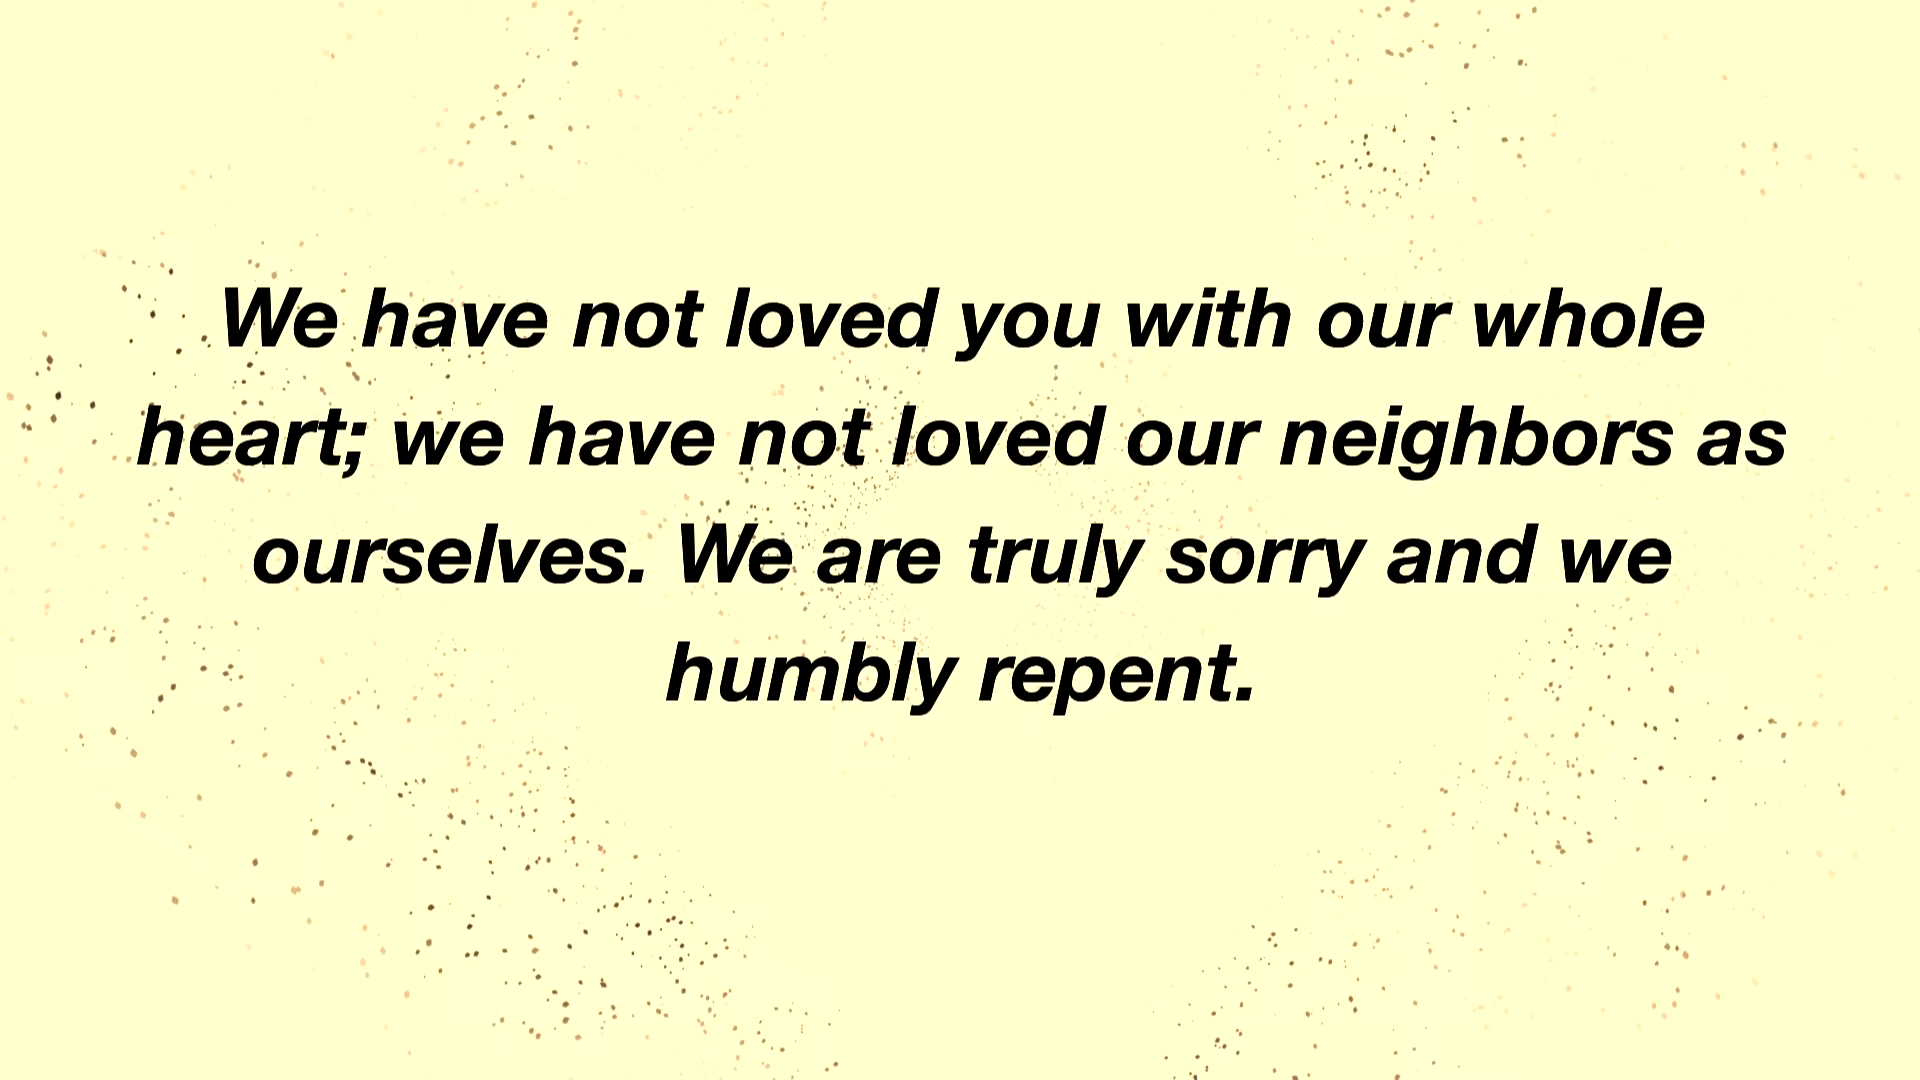 We have not loved you with our whole
heart; we have not loved our neighbors as
ourselves. We are truly sorry and we
humbly repent.